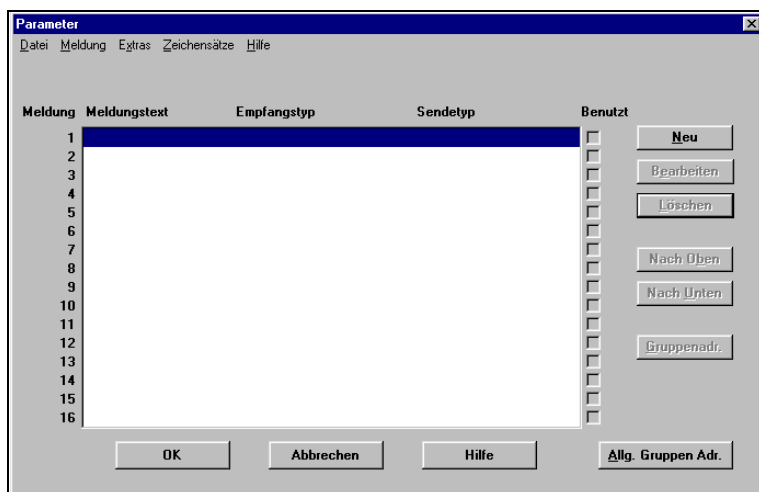 Parameter
Datei Meldung Extras Zeichensätze Hilfe
Meldung Meldungstext Empfangstyp Sendetyp Benutzt
1 Neu
2
3 Bearbeiten
4
5 Löschen
6
7
8 Nach Oben
9
10 Nach Unten
11
12 Gruppenadr.
13
14
15
16
OK Abbrechen Hilfe Allg. Gruppen Adr.